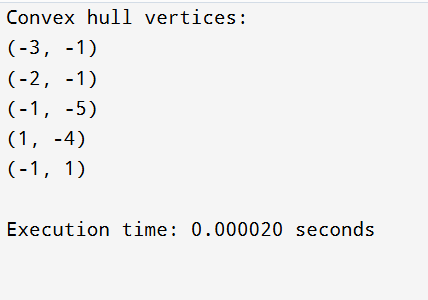 Convex hull vertices:
(-3, -1)
(-2, -1)
(-1, -5)
(1, -4)
(-1, 1)
Execution time: 0.000020 seconds